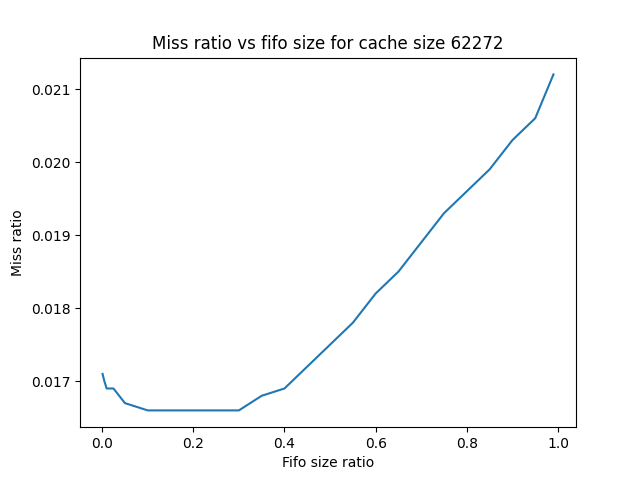 Miss ratio vs fifo size for cache size 62272
0.021
0.020
0.019
0.018
0.017
Miss ratio
0.0 0.2 0.4 0.6 0.8 1.0
Fifo size ratio